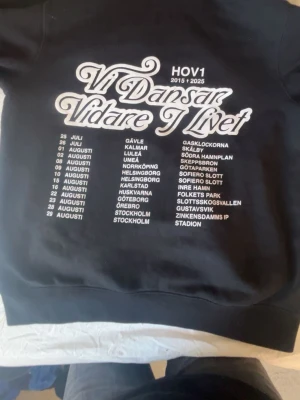 HOV1
2015 + 2025
Vi Dansar
Vidare I Livet
25 JULI GÄVLE GASKLOCKORNA
26 JULI KALMAR SKÄLBY
01 AUGUSTI LULEÅ SÖDRA HAMNPLAN
02 AUGUSTI UMEÅ SKEPPSBRON
08 AUGUSTI NORRKÖPING GÖTAPARKEN
09 AUGUSTI HELSINGBORG SOFIERO SLOTT
10 AUGUSTI HELSINGBORG SOFIERO SLOTT
15 AUGUSTI KARLSTAD INRE HAMN
16 AUGUSTI HUSKVARNA FOLKETS PARK
22 AUGUSTI GÖTEBORG SLOTTSSKOGSVALLEN
23 AUGUSTI ÖREBRO GUSTAVSVIK
28 AUGUSTI STOCKHOLM ZINKENSDAMMS IP
29 AUGUSTI STOCKHOLM STADION